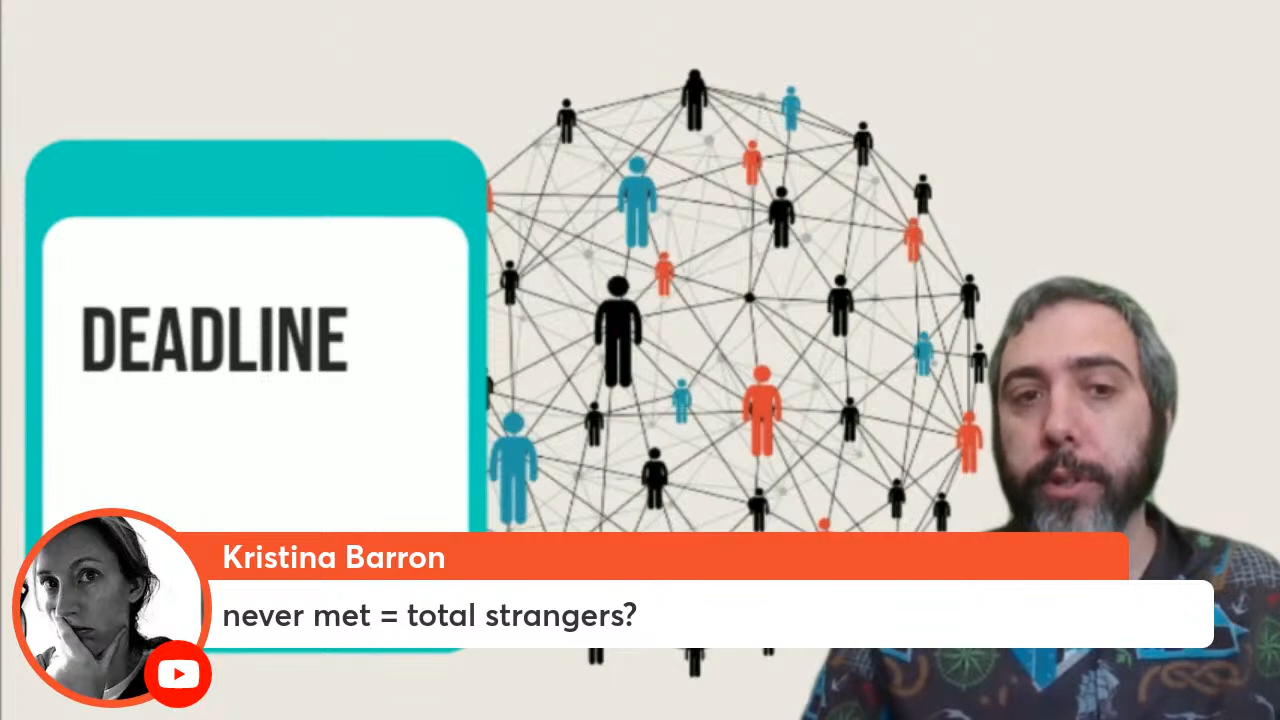 DEADLINE
Kristina Barron
never met = total strangers?